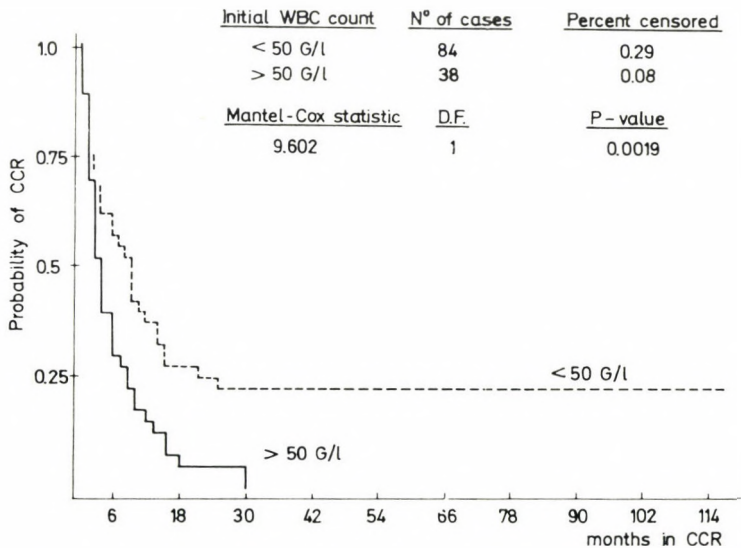 Initial WBC count N° of cases Percent censored
< 50 G/l 84 0.29
> 50 G/l 38 0.08
Mantel-Cox statistic D.F. P-value
9.602 1 0.0019
1.0
0.75
0.5
0.25
Probability of CCR
< 50 G/l
> 50 G/l
6 18 30 42 54 66 78 90 102 114
months in CCR